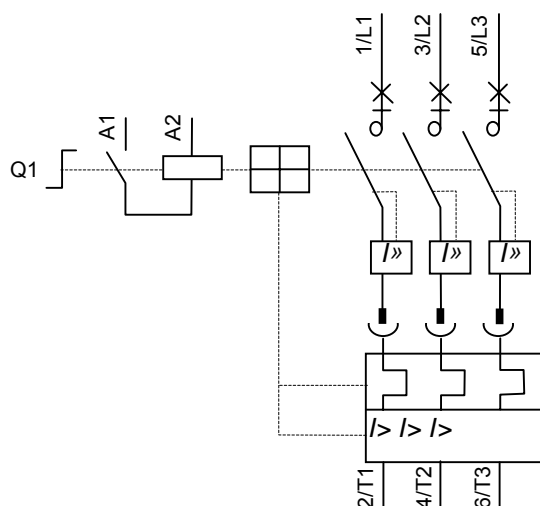 1/L1 3/L2 5/L3
A1 A2
Q1
I» I» I»
I> I> I>
2/T1 4/T2 6/T3